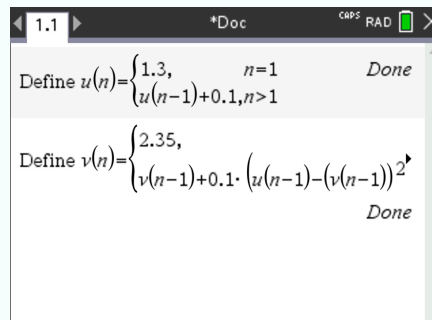 1.1 *Doc CAPS RAD
Define u(n)={1.3, n=1 Done
u(n−1)+0.1,n>1
Define v(n)={2.35,
v(n−1)+0.1·(u(n−1)−(v(n−1))²
Done